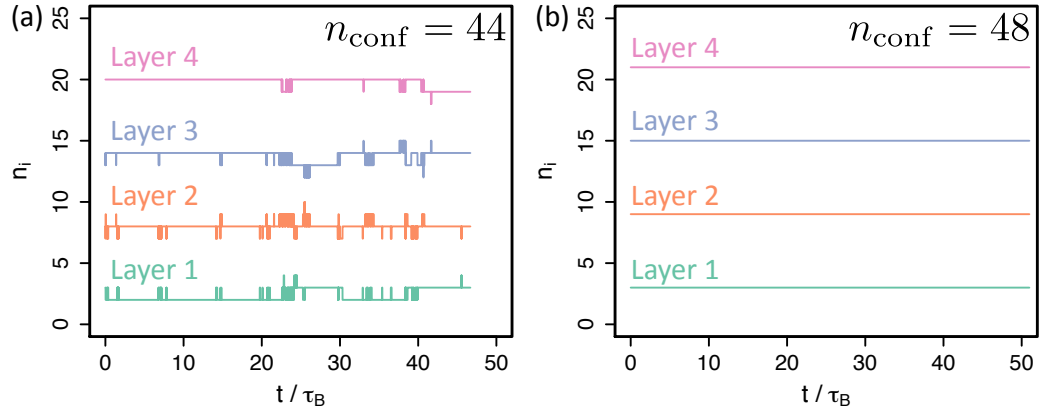 (a)
n_conf = 44
25
20
15
10
5
0
n_i
Layer 4
Layer 3
Layer 2
Layer 1
0 10 20 30 40 50
t / τ_B
(b)
n_conf = 48
25
20
15
10
5
0
n_i
Layer 4
Layer 3
Layer 2
Layer 1
0 10 20 30 40 50
t / τ_B